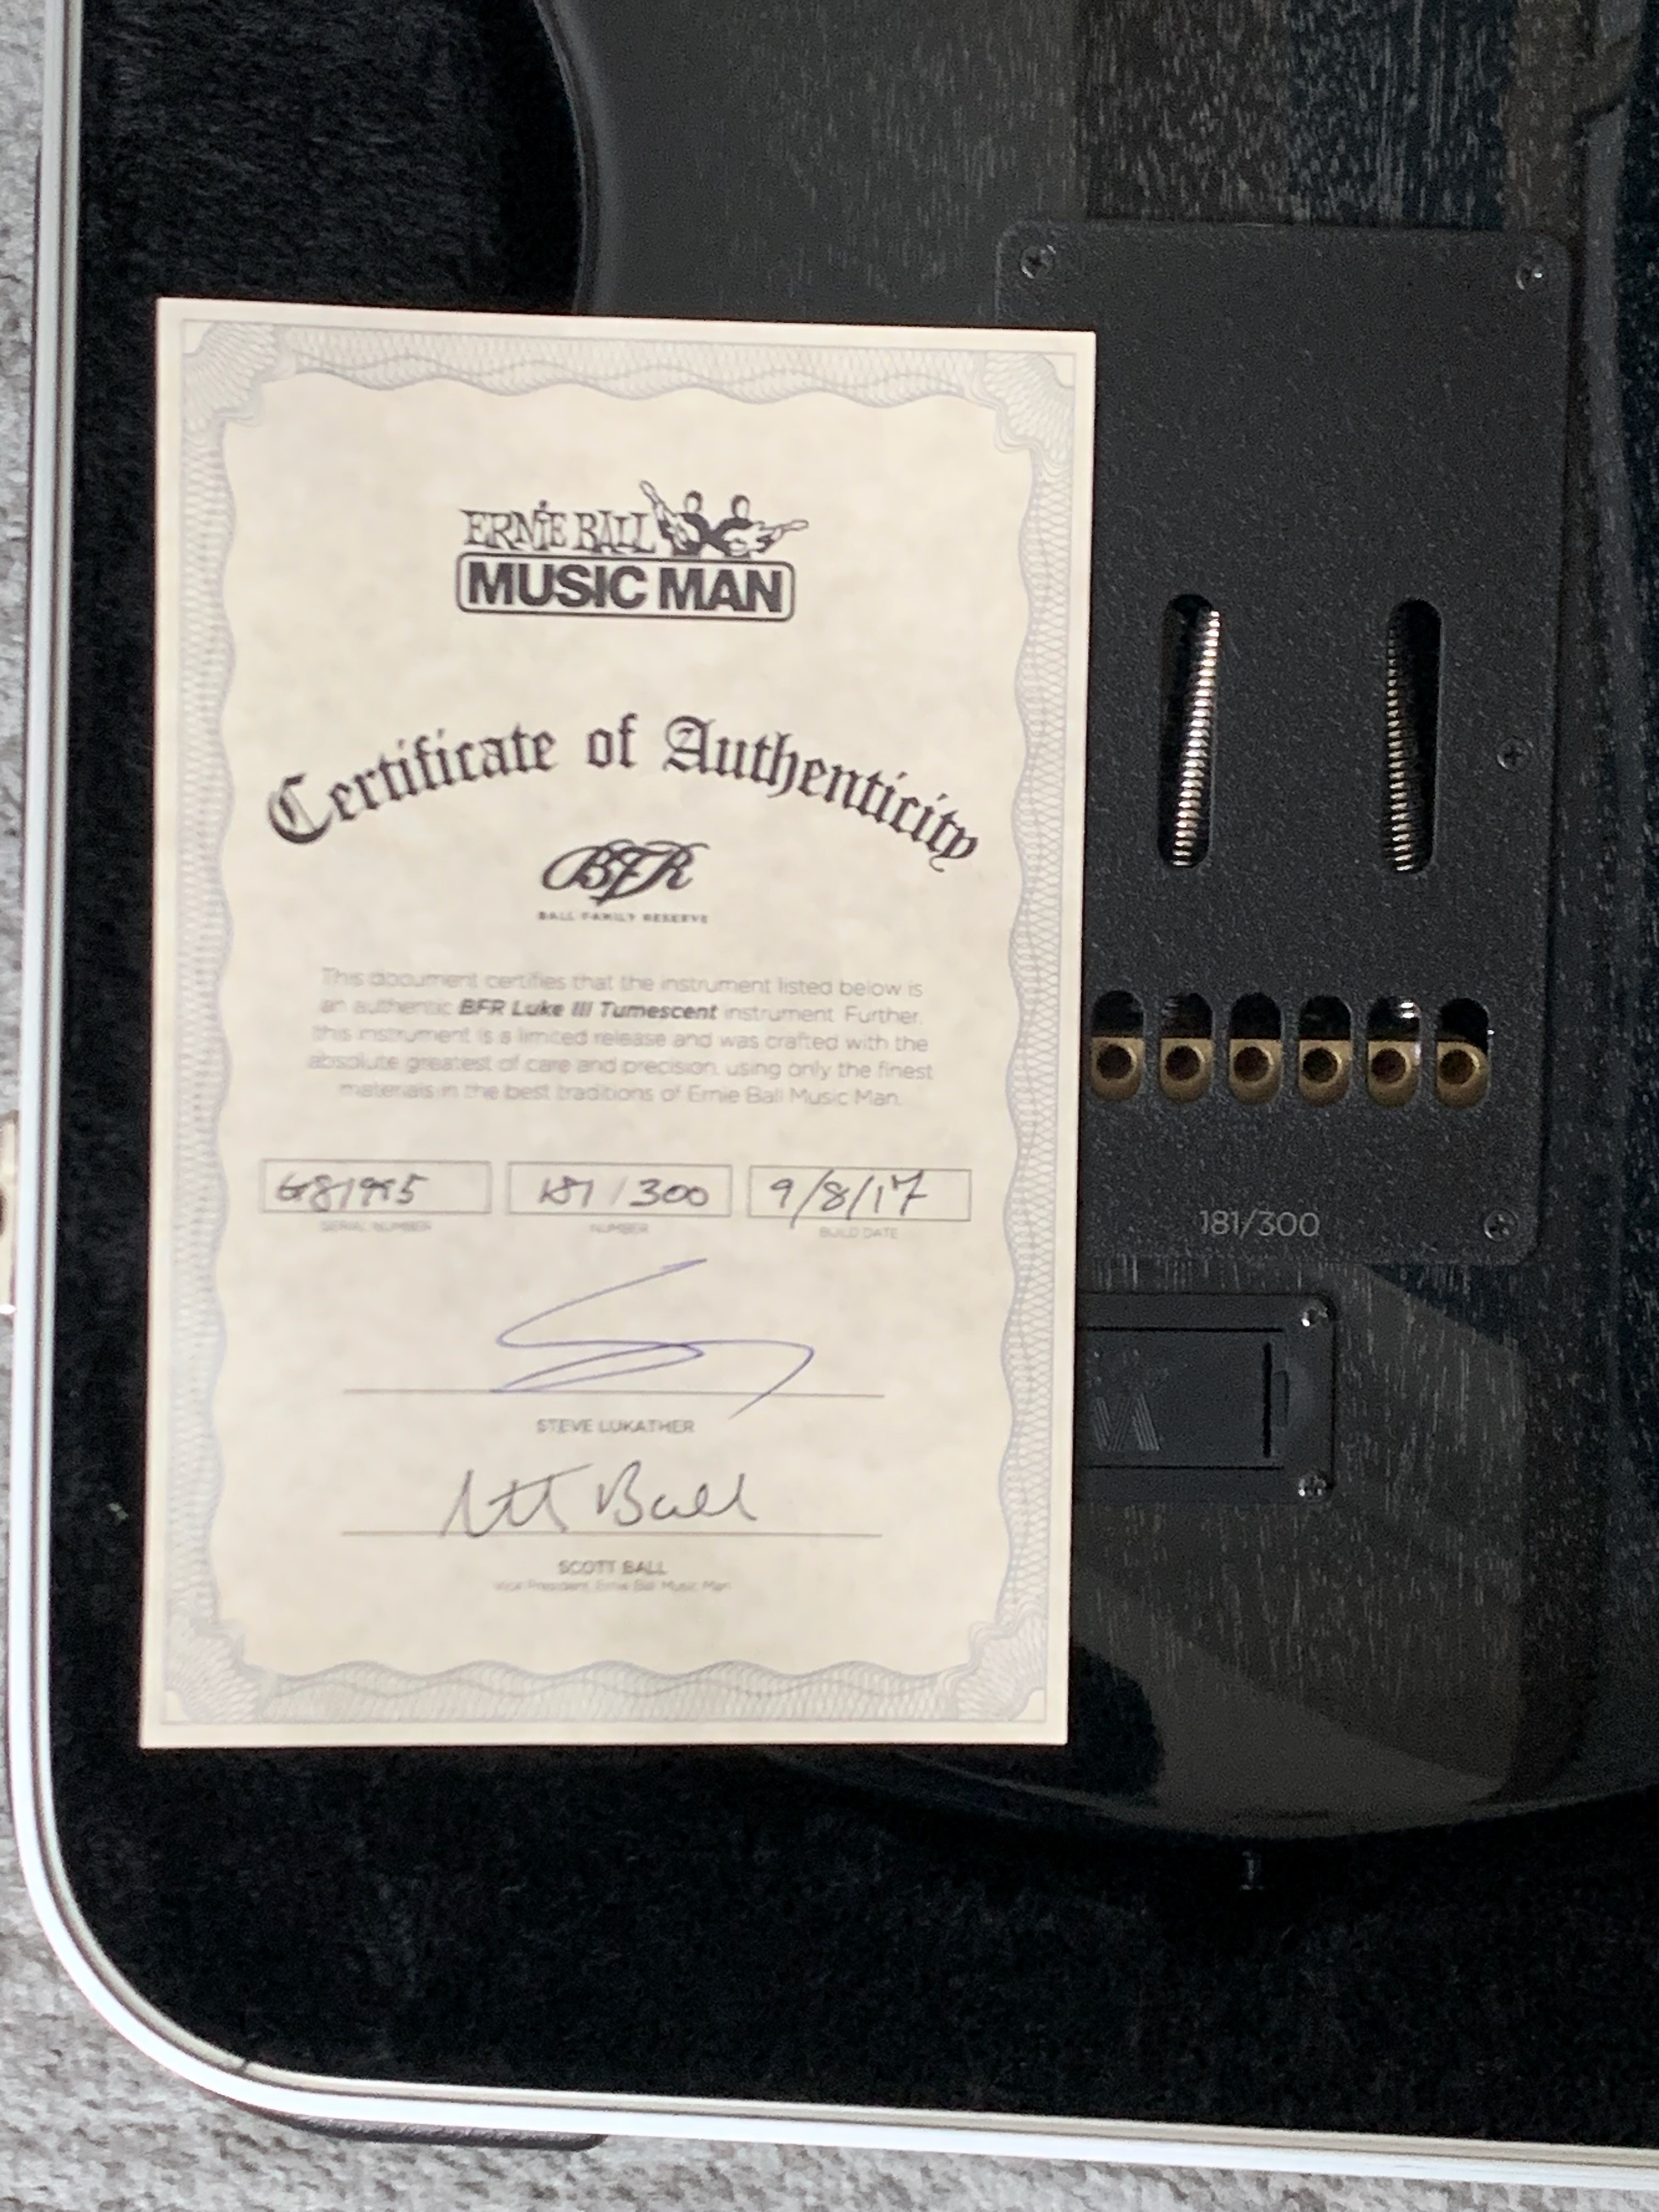 ERNIE BALL
MUSIC MAN
Certificate of Authenticity
BFR
BALL FAMILY RESERVE
This document certifies that the instrument listed below is
an authentic BFR Luke III Tumescent instrument. Further,
this instrument is a limited release and was crafted with the
absolute greatest of care and precision, using only the finest
materials in the best traditions of Ernie Ball Music Man.
181/300 9/8/17
SERIAL NUMBER NUMBER BUILD DATE
STEVE LUKATHER
Ball
SCOTT BALL
Vice President, Ernie Ball Music Man
181/300